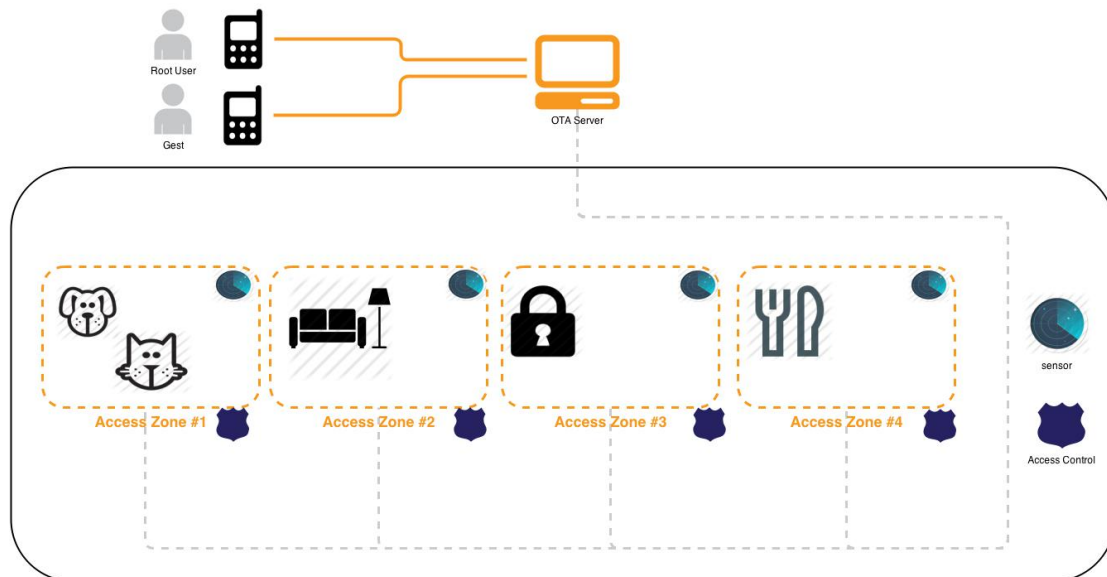 Root User
Gest
OTA Server
Access Zone #1
Access Zone #2
Access Zone #3
Access Zone #4
sensor
Access Control